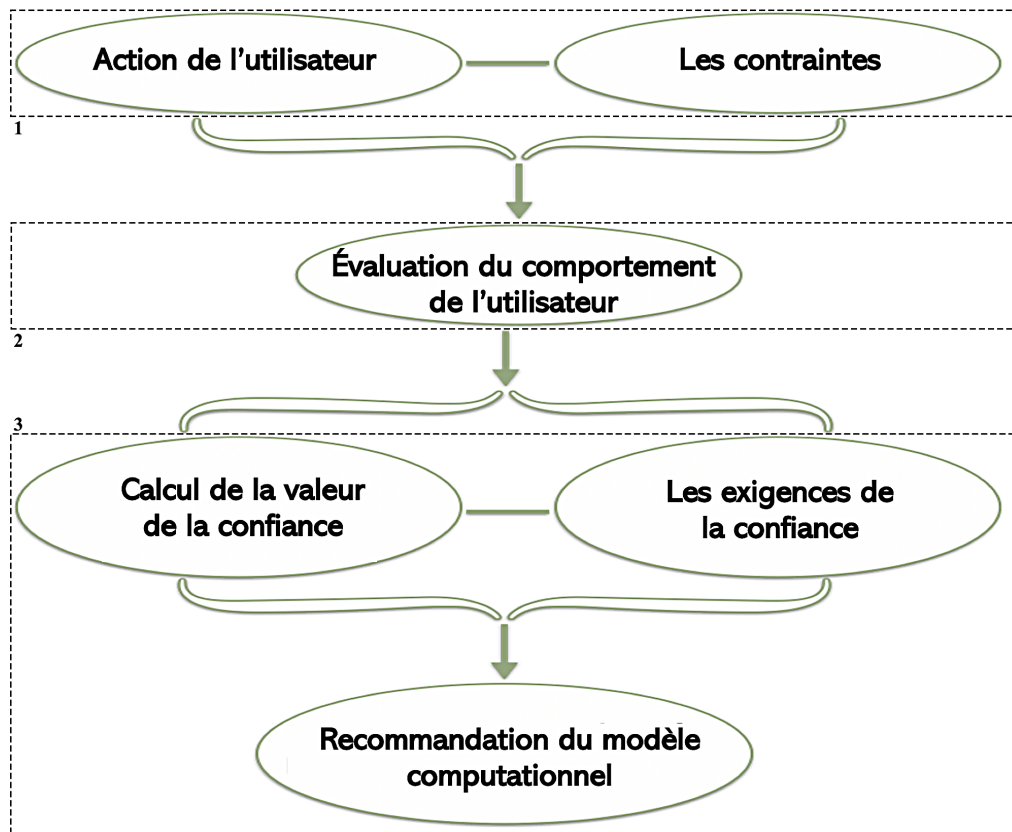 Action de l'utilisateur
Les contraintes
1
Évaluation du comportement
de l'utilisateur
2
3
Calcul de la valeur
de la confiance
Les exigences de
la confiance
Recommandation du modèle
computationnel